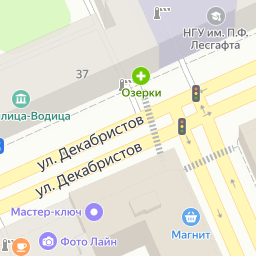 НГУ им. П.Ф.
Лесгафта
37
Озерки
лица-Водица
ул. Декабристов
ул. Декабристов
Мастер-ключ
Магнит
Фото Лайн